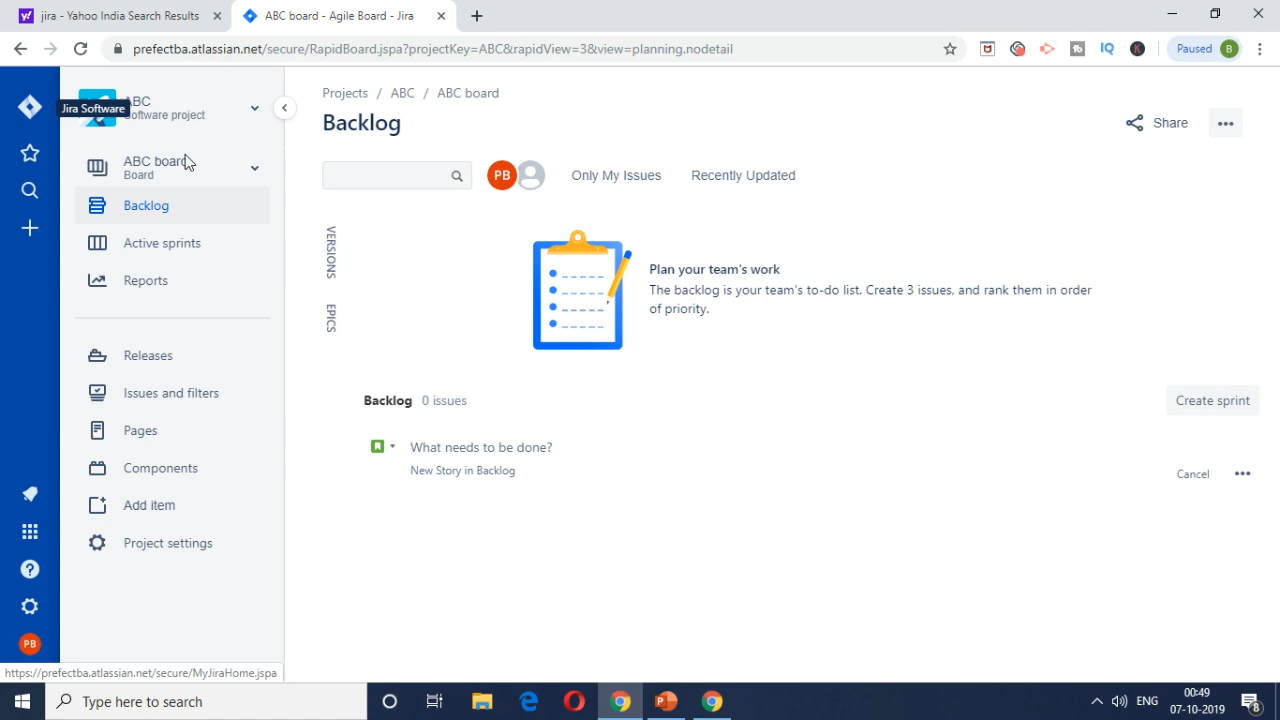 jira - Yahoo India Search Results
ABC board - Agile Board - Jira
prefectba.atlassian.net/secure/RapidBoard.jspa?projectKey=ABC&rapidView=3&view=planning.nodetail
Paused B
Jira Software
ABC
Software project
ABC board
Board
Backlog
Active sprints
Reports
Releases
Issues and filters
Pages
Components
Add item
Project settings
PB
https://prefectba.atlassian.net/secure/MyJiraHome.jspa
Projects / ABC / ABC board
Backlog
Share
PB
Only My Issues
Recently Updated
VERSIONS
EPICS
Plan your team's work
The backlog is your team's to-do list. Create 3 issues, and rank them in order
of priority.
Backlog 0 issues
Create sprint
What needs to be done?
New Story in Backlog
Cancel
Type here to search
ENG
00:49
07-10-2019
8